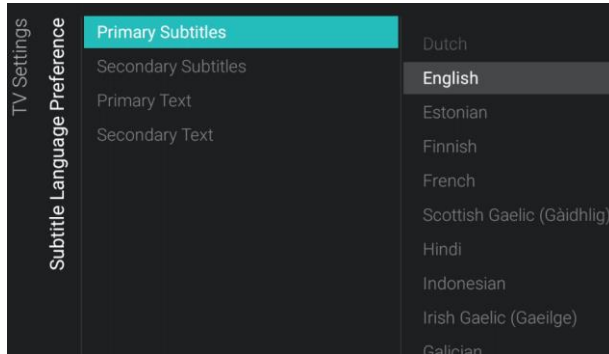 TV Settings
Subtitle Language Preference
Primary Subtitles
Secondary Subtitles
Primary Text
Secondary Text
Dutch
English
Estonian
Finnish
French
Scottish Gaelic (Gàidhlig)
Hindi
Indonesian
Irish Gaelic (Gaeilge)
Galician